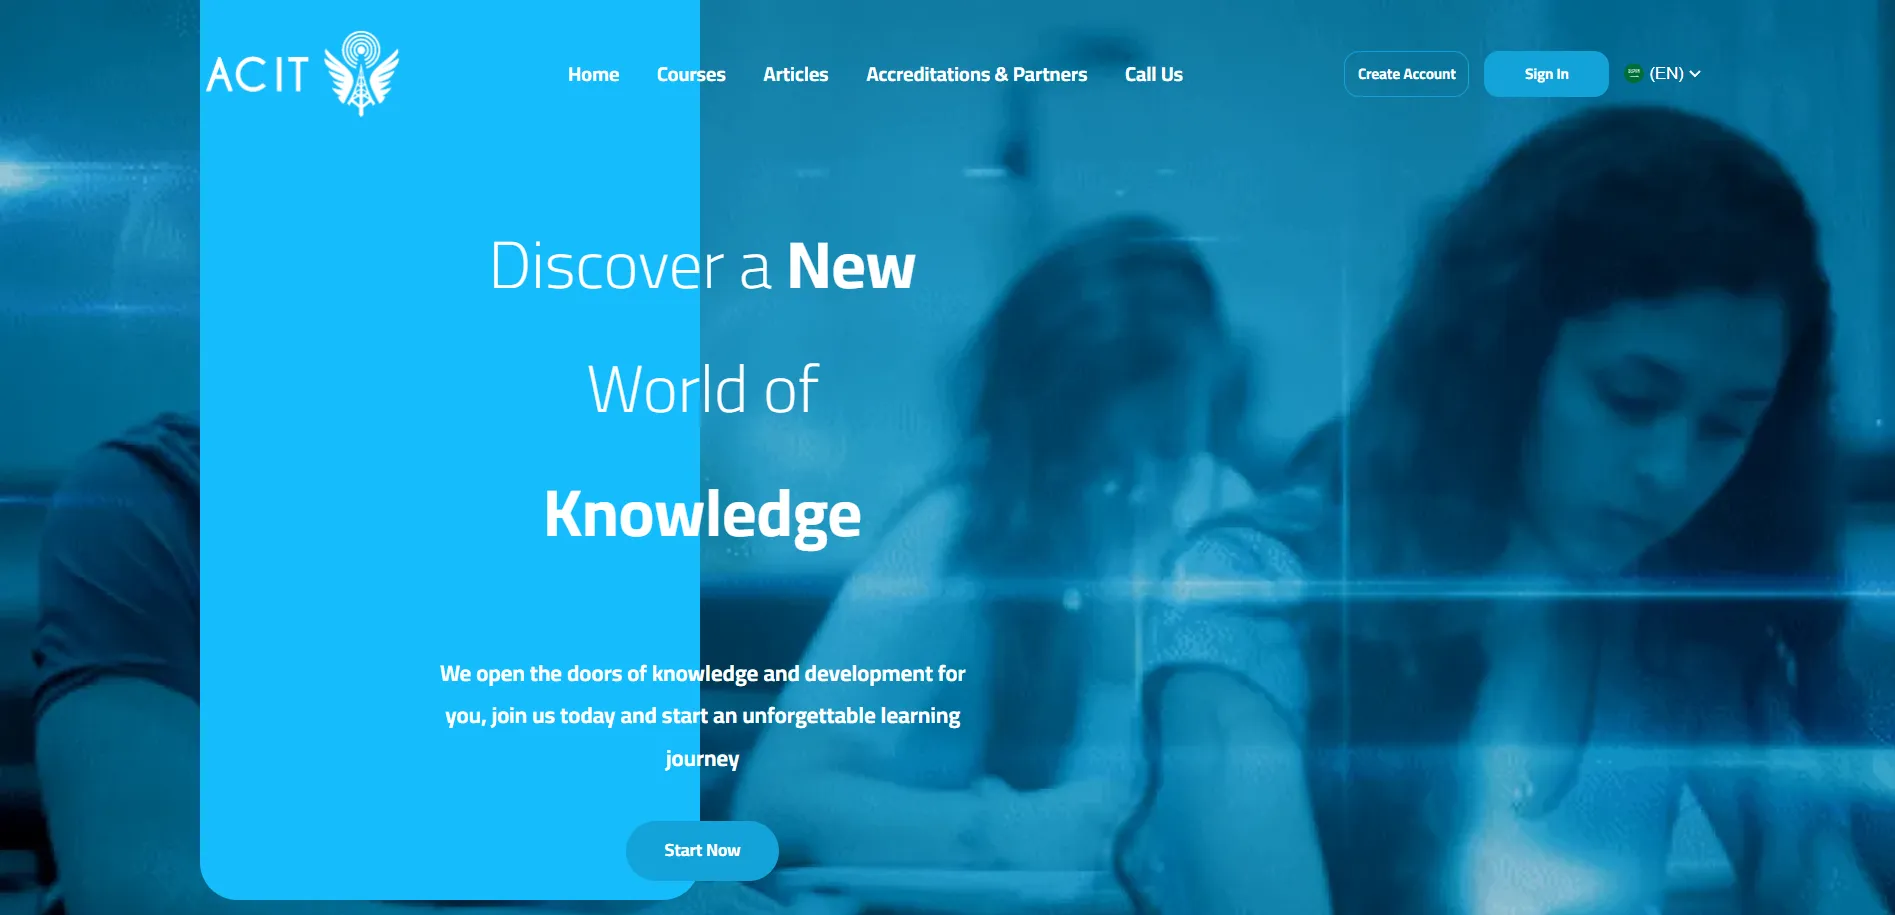 ACIT
Home Courses Articles Accreditations & Partners Call Us
Create Account Sign In (EN)
Discover a New
World of
Knowledge
We open the doors of knowledge and development for
you, join us today and start an unforgettable learning
journey
Start Now